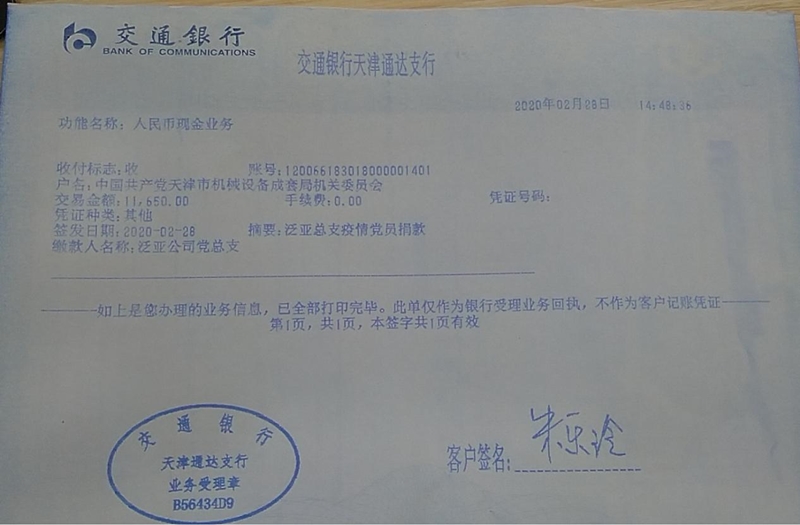 交通銀行
BANK OF COMMUNICATIONS
交通银行天津通达支行
2020年02月28日 14:48:36
功能名称：人民币现金业务
收付标志：收 账号：120066183018000001401
户名：中国共产党天津市机械设备成套局机关委员会
交易金额：11,650.00 手续费：0.00 凭证号码：
凭证种类：其他
签发日期：2020-02-28 摘要：泛亚总支疫情党员捐款
缴款人名称：泛亚公司党总支
如上是您办理的业务信息，已全部打印完毕。此单仅作为银行受理业务回执，不作为客户记账凭证
第1页，共1页，本签字共1页有效
交通银行
天津通达支行
业务受理章
B56434D9
客户签名：